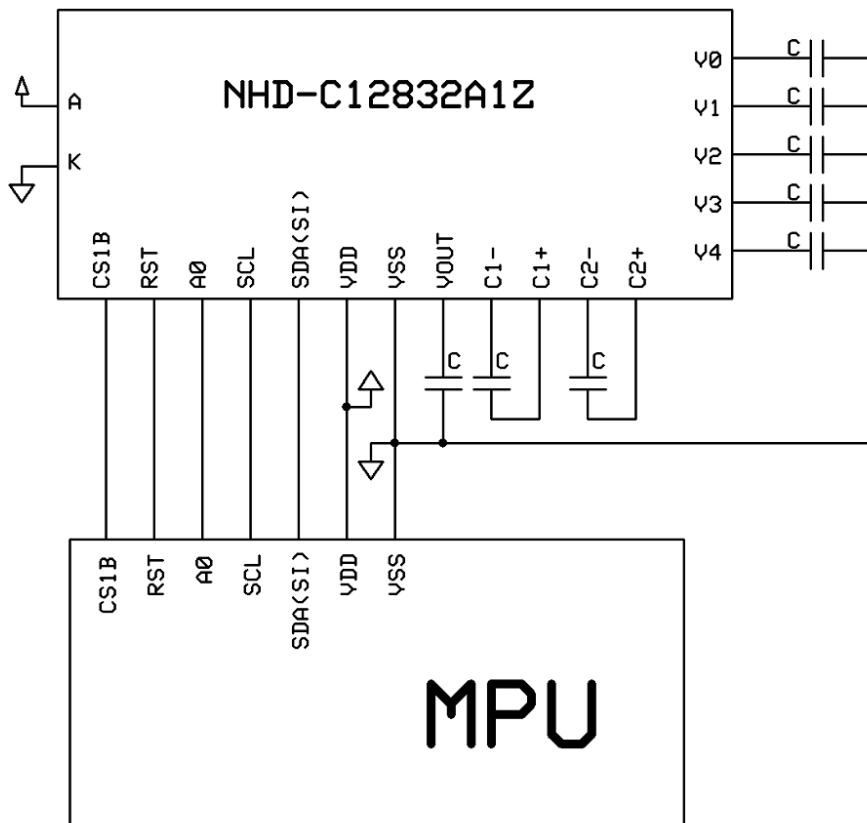 NHD-C12832A1Z
A
K
V0 C
V1 C
V2 C
V3 C
V4 C
CS1B RST A0 SCL SDA(SI) VDD VSS VOUT C1- C1+ C2- C2+
C C C
CS1B RST A0 SCL SDA(SI) VDD VSS
MPU